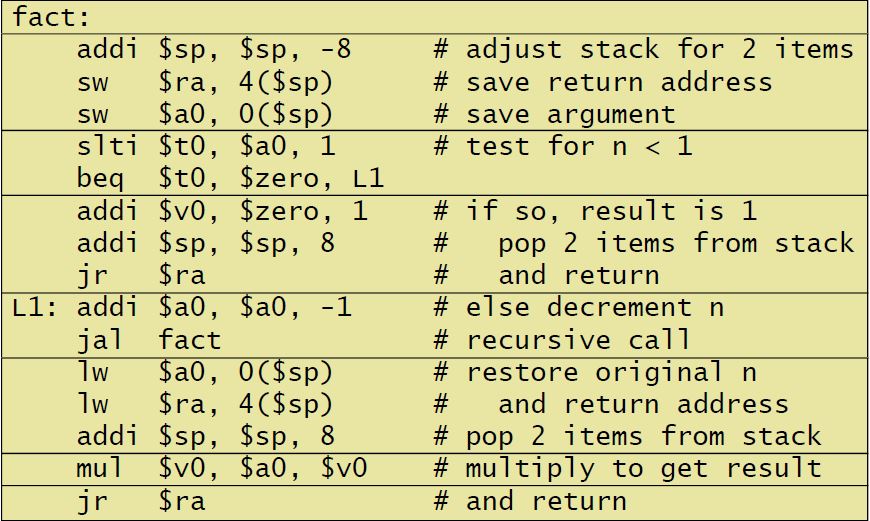 fact:
addi $sp, $sp, -8 # adjust stack for 2 items
sw $ra, 4($sp) # save return address
sw $a0, 0($sp) # save argument
slti $t0, $a0, 1 # test for n < 1
beq $t0, $zero, L1
addi $v0, $zero, 1 # if so, result is 1
addi $sp, $sp, 8 # pop 2 items from stack
jr $ra # and return
L1: addi $a0, $a0, -1 # else decrement n
jal fact # recursive call
lw $a0, 0($sp) # restore original n
lw $ra, 4($sp) # and return address
addi $sp, $sp, 8 # pop 2 items from stack
mul $v0, $a0, $v0 # multiply to get result
jr $ra # and return